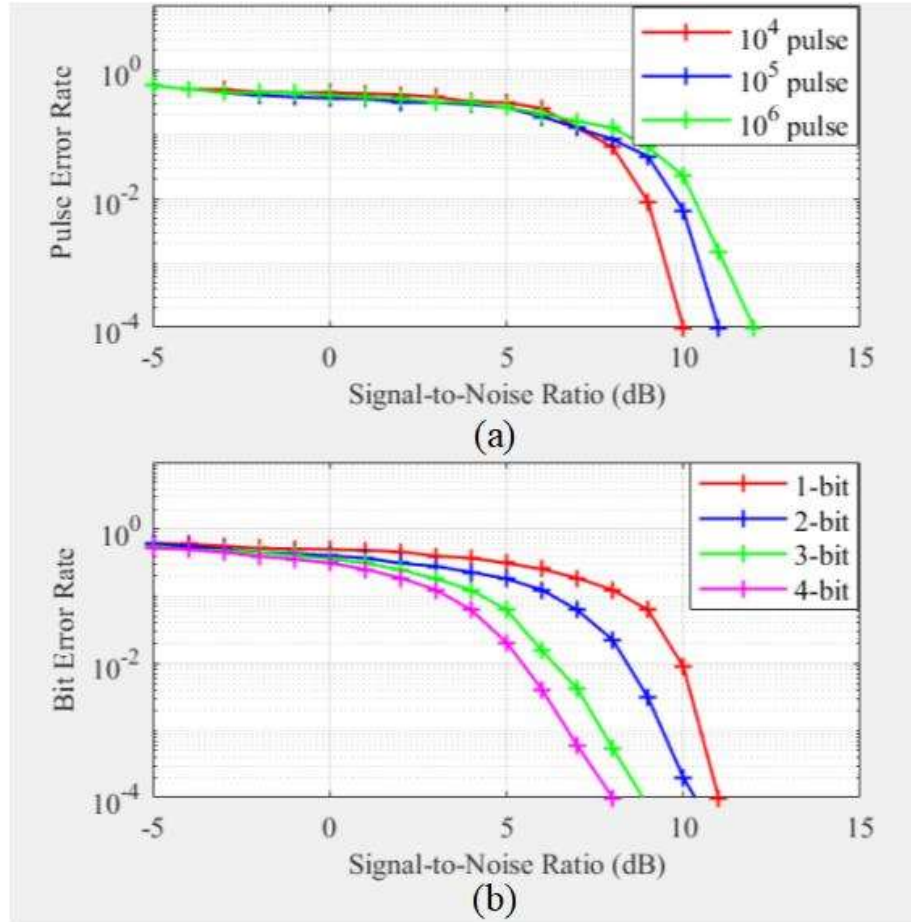 10^4 pulse
10^5 pulse
10^6 pulse
10^0
10^-2
10^-4
Pulse Error Rate
-5 0 5 10 15
Signal-to-Noise Ratio (dB)
(a)
1-bit
2-bit
3-bit
4-bit
10^0
10^-2
10^-4
Bit Error Rate
-5 0 5 10 15
Signal-to-Noise Ratio (dB)
(b)